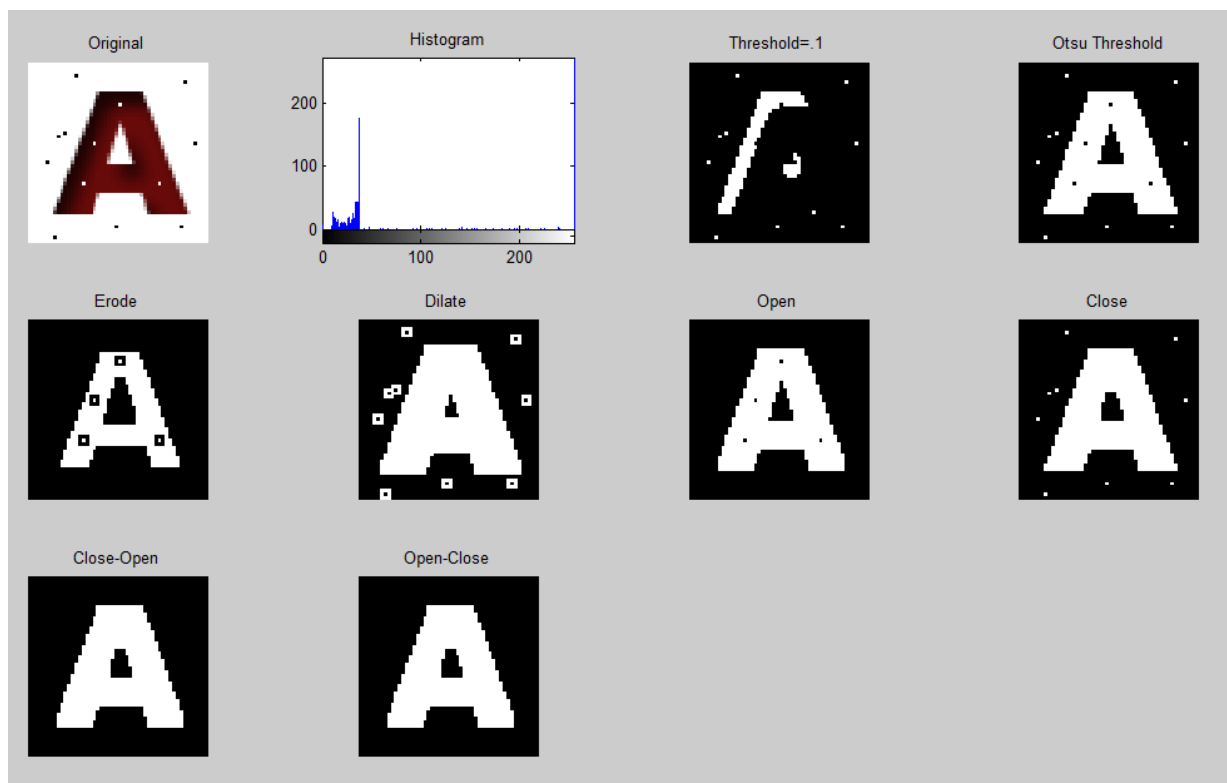 Original
Histogram
Threshold=.1
Otsu Threshold
200
100
0
0 100 200
A
A
Erode
Dilate
Open
Close
A
A
A
A
Close-Open
Open-Close
A
A